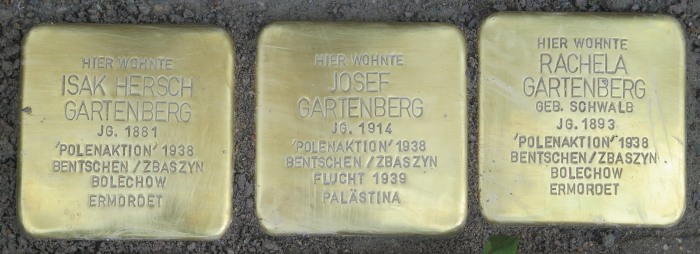 HIER WOHNTE
ISAK HERSCH
GARTENBERG
JG. 1881
'POLENAKTION' 1938
BENTSCHEN / ZBASZYN
BOLECHOW
ERMORDET
HIER WOHNTE
JOSEF
GARTENBERG
JG. 1914
'POLENAKTION' 1938
BENTSCHEN / ZBASZYN
FLUCHT 1939
PALÄSTINA
HIER WOHNTE
RACHELA
GARTENBERG
GEB. SCHWALB
JG. 1893
'POLENAKTION' 1938
BENTSCHEN / ZBASZYN
BOLECHOW
ERMORDET